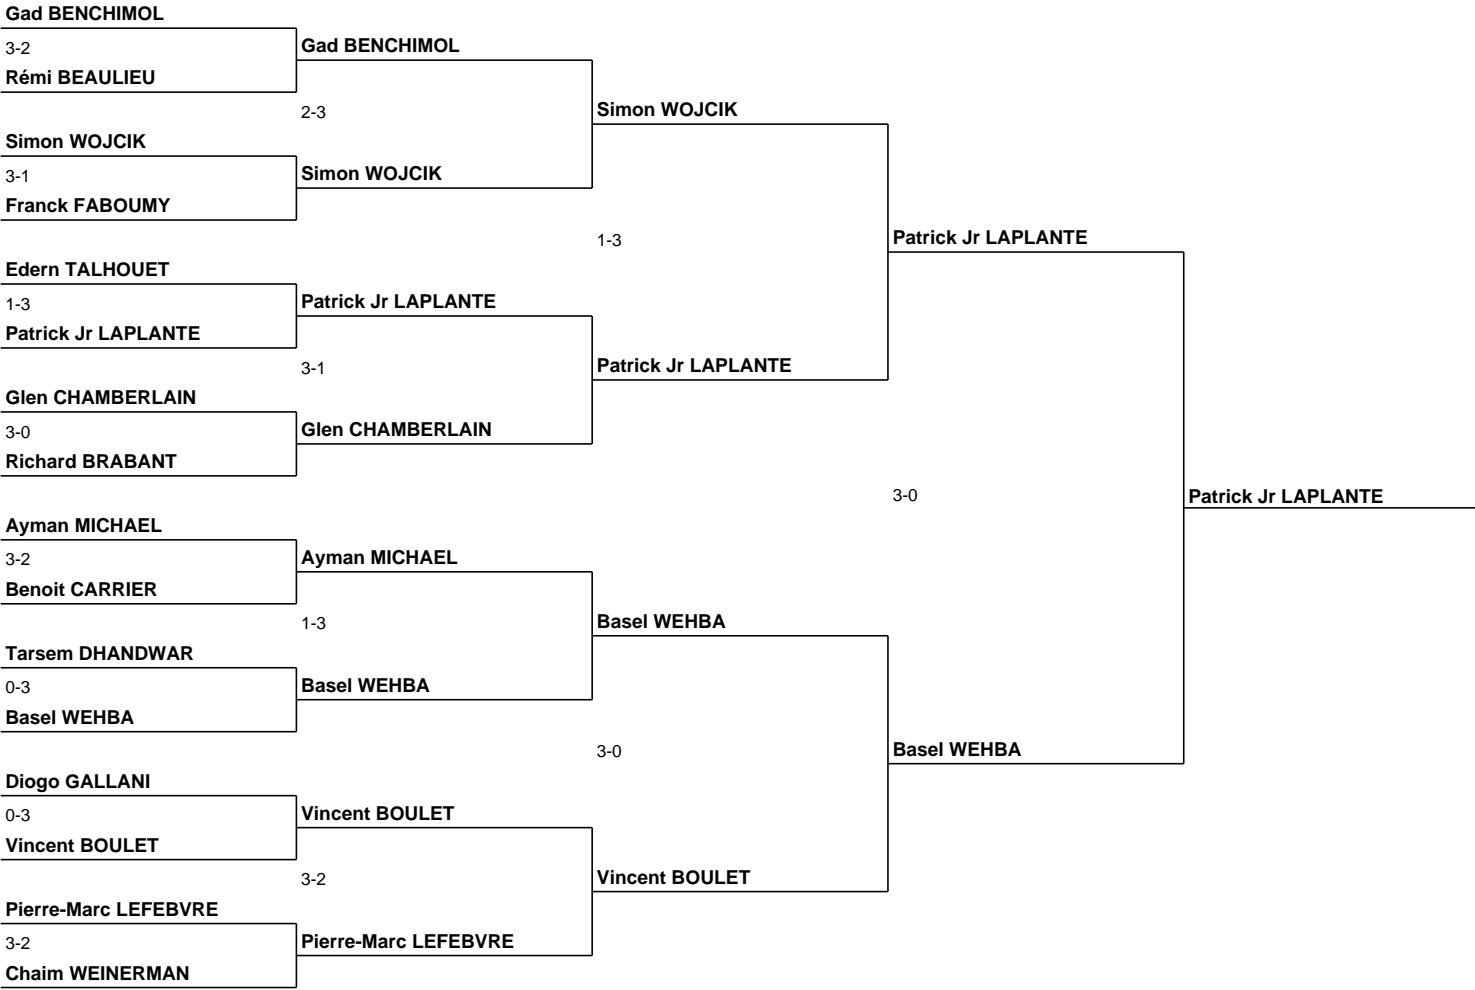 Gad BENCHIMOL
3-2
Rémi BEAULIEU
Simon WOJCIK
3-1
Franck FABOUMY
Edern TALHOUET
1-3
Patrick Jr LAPLANTE
Glen CHAMBERLAIN
3-0
Richard BRABANT
Ayman MICHAEL
3-2
Benoit CARRIER
Tarsem DHANDWAR
0-3
Basel WEHBA
Diogo GALLANI
0-3
Vincent BOULET
Pierre-Marc LEFEBVRE
3-2
Chaim WEINERMAN
Gad BENCHIMOL
2-3
Simon WOJCIK
Patrick Jr LAPLANTE
3-1
Glen CHAMBERLAIN
Ayman MICHAEL
1-3
Basel WEHBA
Vincent BOULET
3-2
Pierre-Marc LEFEBVRE
Simon WOJCIK
1-3
Patrick Jr LAPLANTE
Basel WEHBA
3-0
Vincent BOULET
Patrick Jr LAPLANTE
3-0
Basel WEHBA
Patrick Jr LAPLANTE